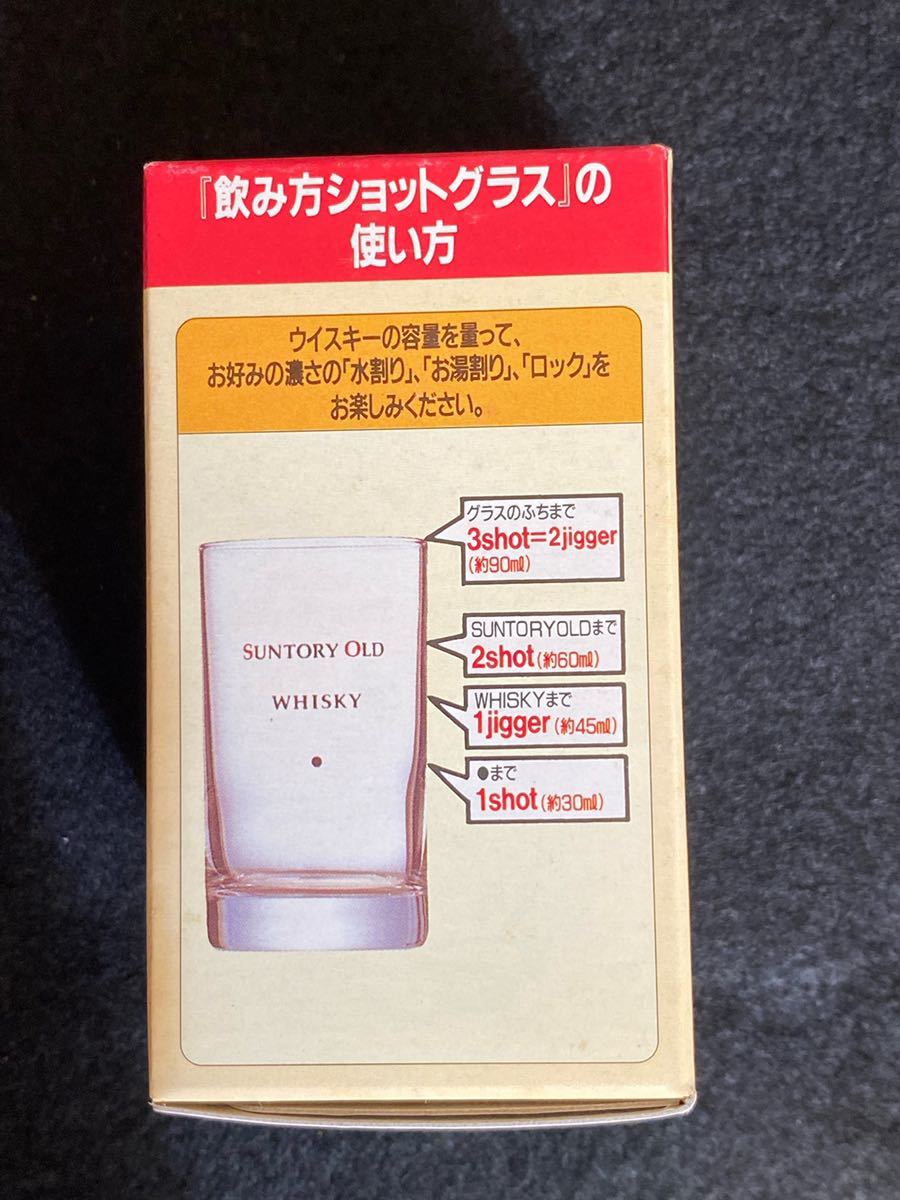 『飲み方ショットグラス』の
使い方
ウイスキーの容量を量って、
お好みの濃さの「水割り」、「お湯割り」、「ロック」を
お楽しみください。
グラスのふちまで
3shot=2jigger
(約90㎖)
SUNTORY OLD
WHISKY
●
SUNTORYOLDまで
2shot(約60㎖)
WHISKYまで
1jigger(約45㎖)
●まで
1shot(約30㎖)